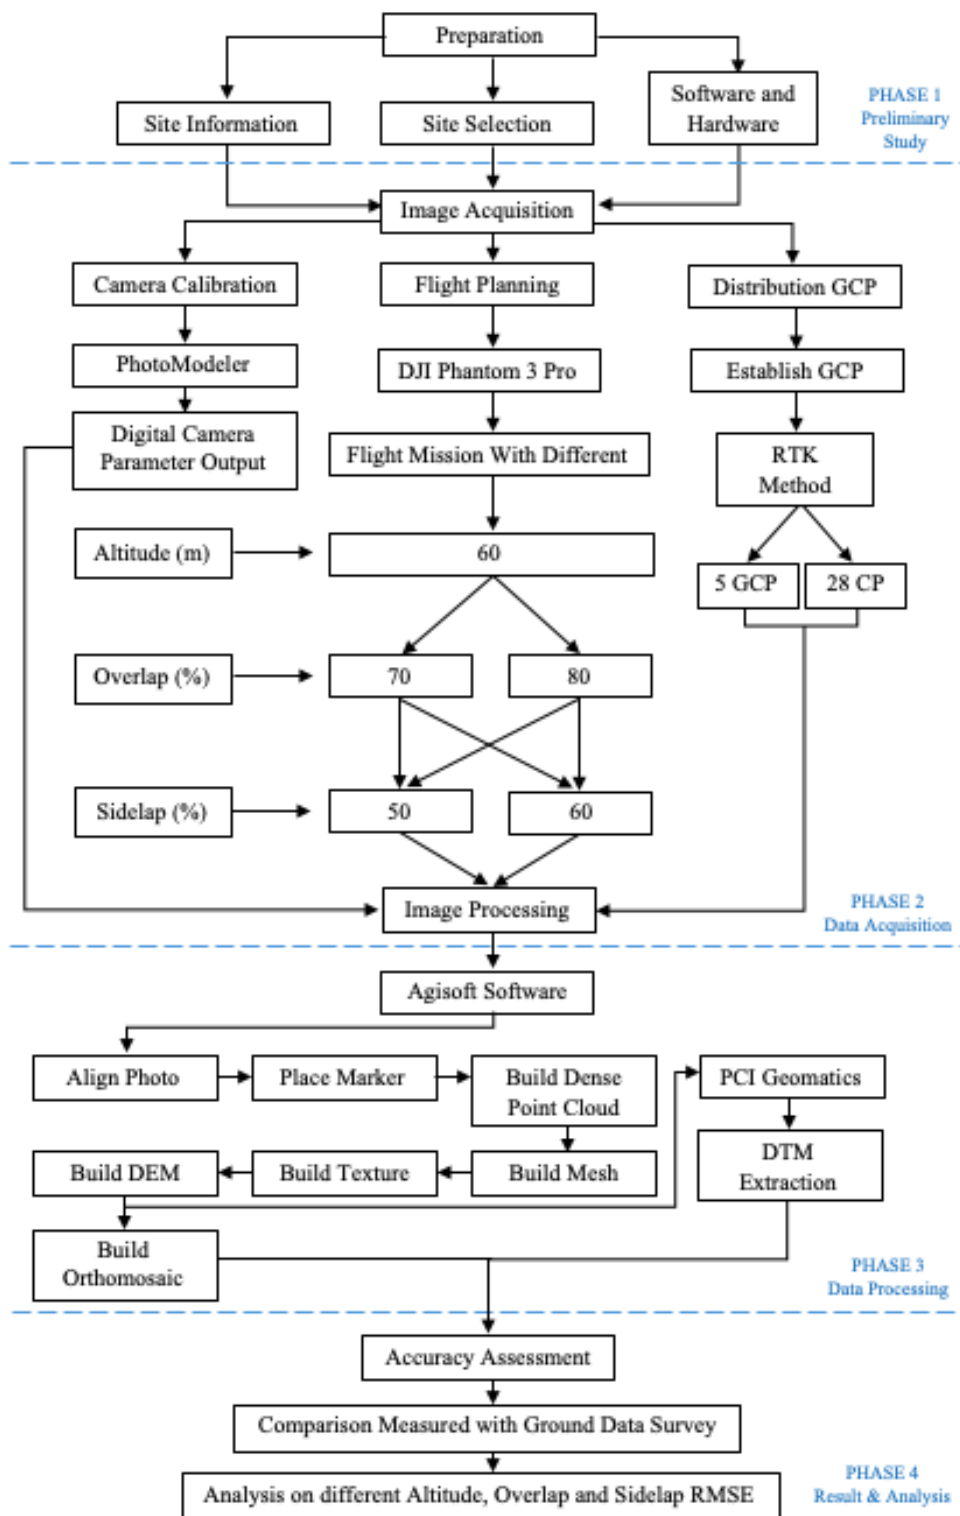 Preparation
Site Information
Site Selection
Software and
Hardware
PHASE 1
Preliminary
Study
Image Acquisition
Camera Calibration
Flight Planning
Distribution GCP
PhotoModeler
DJI Phantom 3 Pro
Establish GCP
Digital Camera
Parameter Output
Flight Mission With Different
RTK
Method
Altitude (m)
60
5 GCP
28 CP
Overlap (%)
70
80
Sidelap (%)
50
60
Image Processing
PHASE 2
Data Acquisition
Agisoft Software
Align Photo
Place Marker
Build Dense
Point Cloud
PCI Geomatics
Build DEM
Build Texture
Build Mesh
DTM
Extraction
Build
Orthomosaic
PHASE 3
Data Processing
Accuracy Assessment
Comparison Measured with Ground Data Survey
Analysis on different Altitude, Overlap and Sidelap RMSE
PHASE 4
Result & Analysis